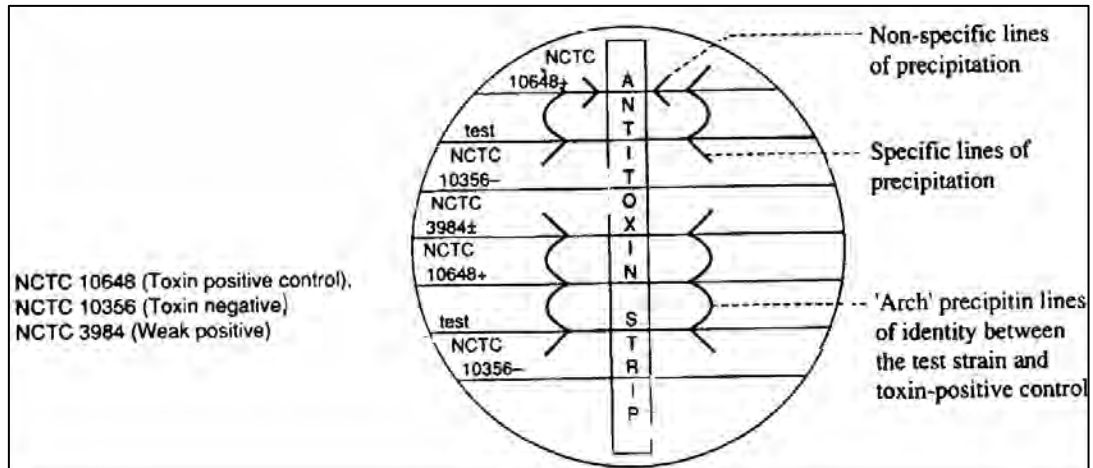 NCTC 10648 (Toxin positive control),
NCTC 10356 (Toxin negative)
NCTC 3984 (Weak positive)
NCTC
10648±
test
NCTC
10356–
NCTC
3984±
NCTC
10648+
test
NCTC
10356–
ANTITOXIN STRIP
Non-specific lines
of precipitation
Specific lines of
precipitation
'Arch' precipitin lines
of identity between
the test strain and
toxin-positive control